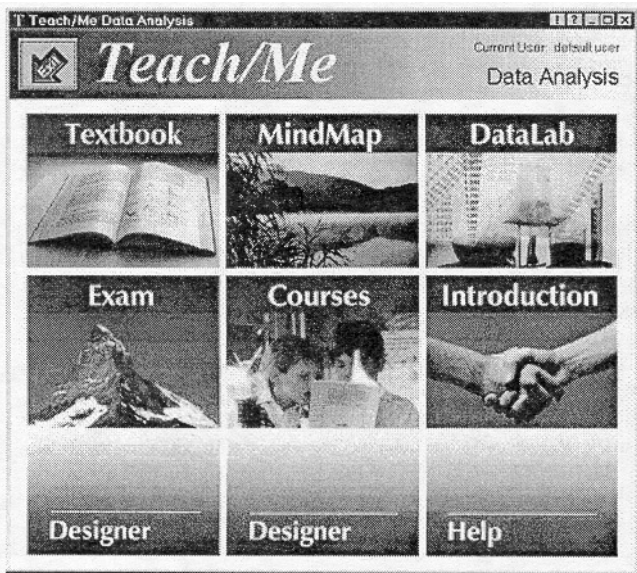 T Teach/Me Data Analysis
! ?
Teach/Me
Current User: default user
Data Analysis
Textbook
MindMap
DataLab
Exam
Courses
Introduction
Designer
Designer
Help